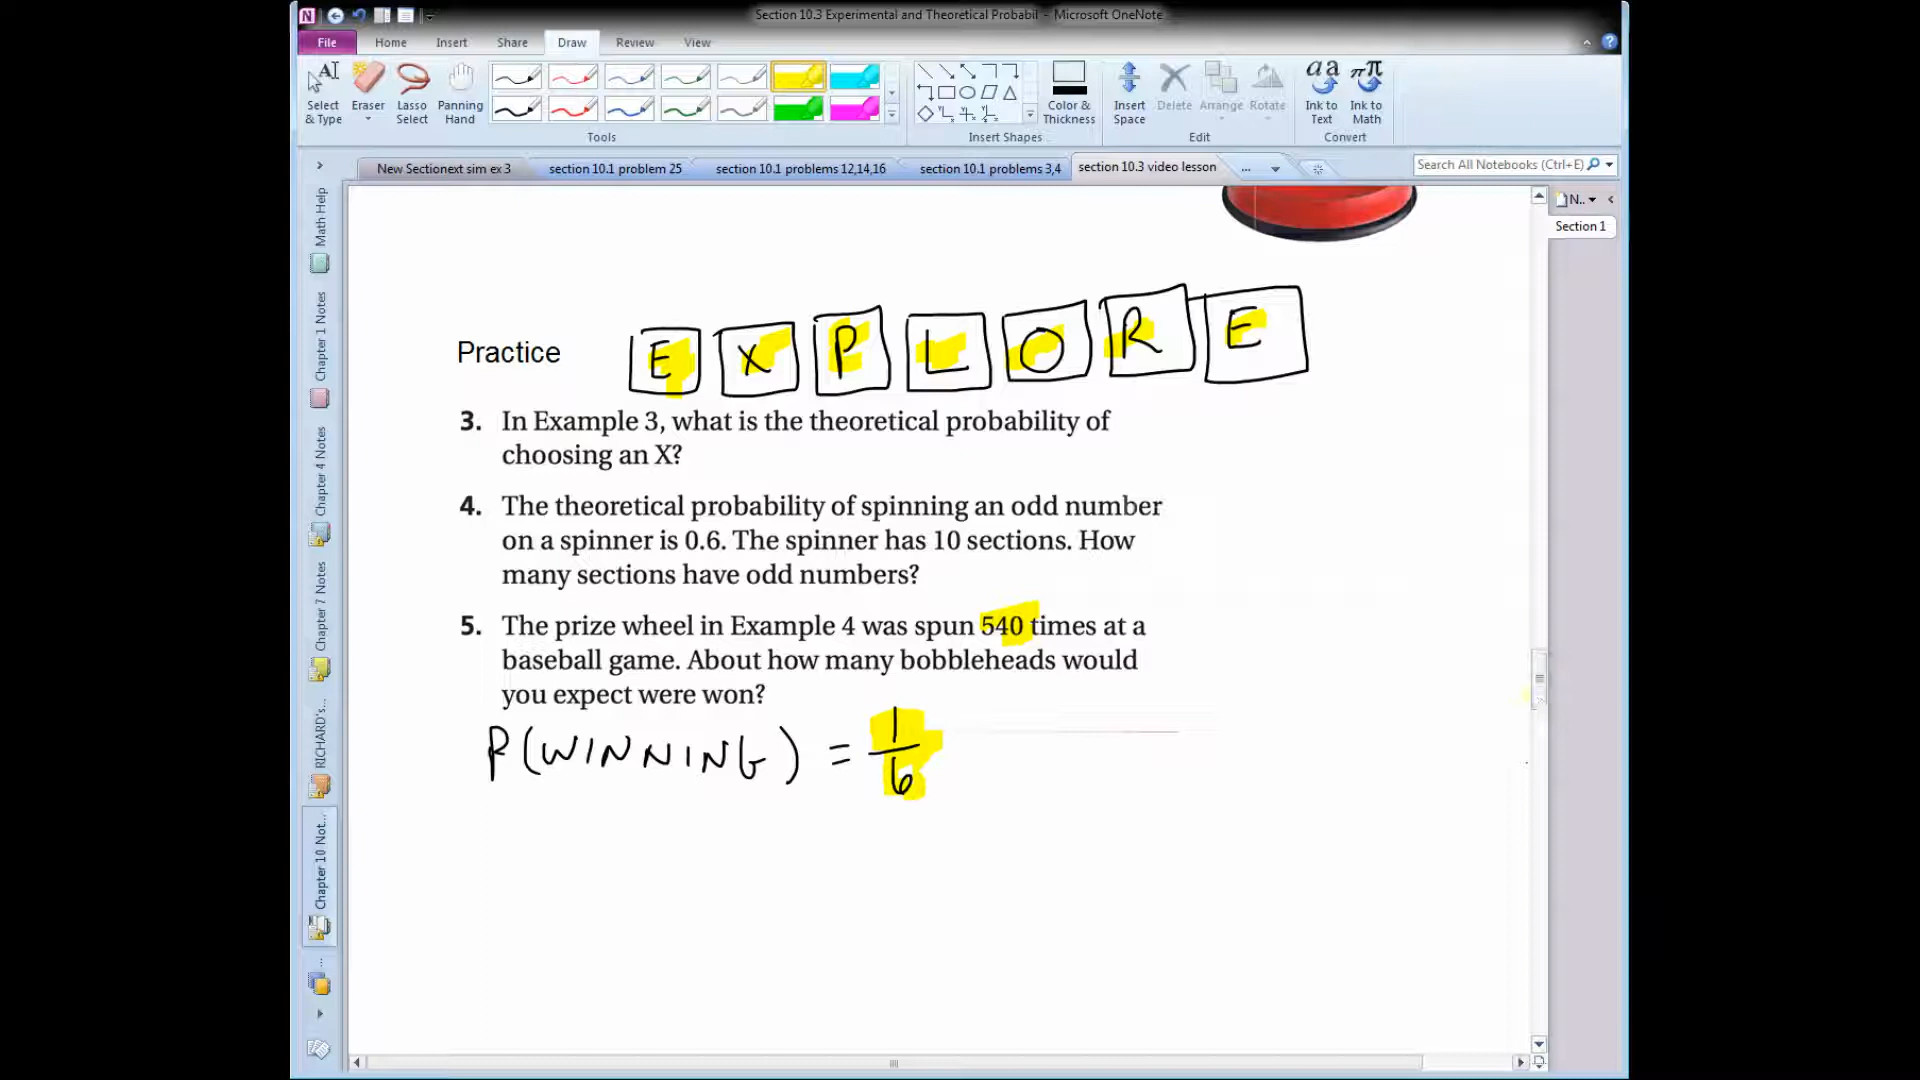 Section 10.3 Experimental and Theoretical Probabil - Microsoft OneNote
File Home Insert Share Draw Review View
Select & Type
Eraser
Lasso Select
Panning Hand
Color & Thickness
Insert Space
Delete
Arrange
Rotate
Ink to Text
Ink to Math
Tools
Insert Shapes
Edit
Convert
New Sectionext sim ex 3
section 10.1 problem 25
section 10.1 problems 12,14,16
section 10.1 problems 3,4
section 10.3 video lesson
...
Search All Notebooks (Ctrl+E)
N..
Section 1
Math Help
Chapter 1 Notes
Chapter 4 Notes
Chapter 7 Notes
RICHARD's...
Chapter 10 Not...
Practice
E X P L O R E
3. In Example 3, what is the theoretical probability of
choosing an X?
4. The theoretical probability of spinning an odd number
on a spinner is 0.6. The spinner has 10 sections. How
many sections have odd numbers?
5. The prize wheel in Example 4 was spun 540 times at a
baseball game. About how many bobbleheads would
you expect were won?
P(WINNING) = 1/6